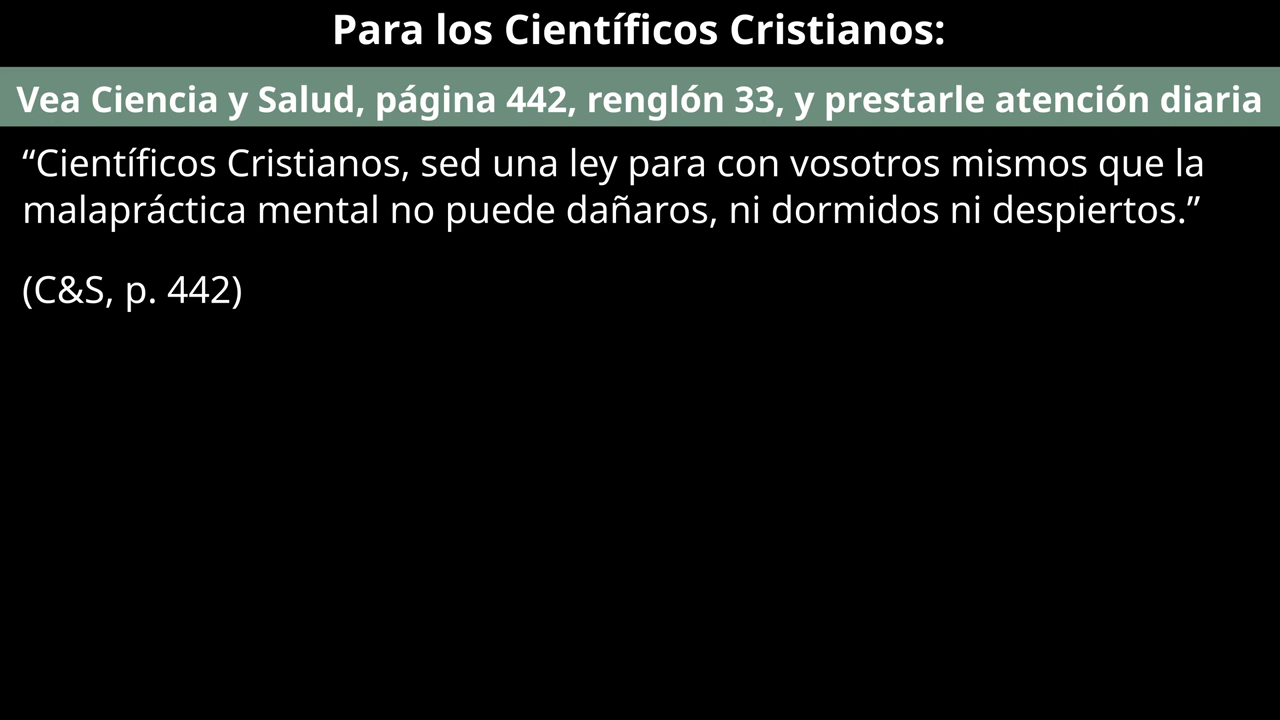 Para los Científicos Cristianos:
Vea Ciencia y Salud, página 442, renglón 33, y prestarle atención diaria
“Científicos Cristianos, sed una ley para con vosotros mismos que la
malapráctica mental no puede dañaros, ni dormidos ni despiertos.”
(C&S, p. 442)